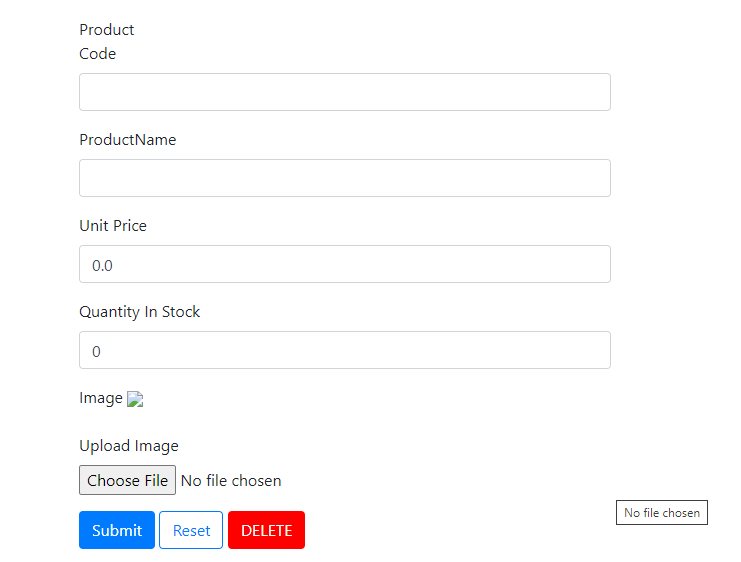 Product
Code
ProductName
Unit Price
0.0
Quantity In Stock
0
Image
Upload Image
Choose File No file chosen
No file chosen
Submit Reset DELETE